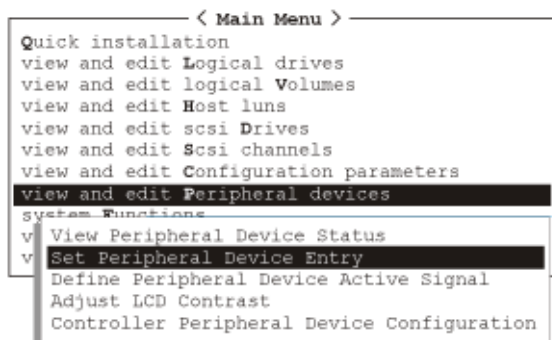 < Main Menu >
Quick installation
view and edit Logical drives
view and edit logical Volumes
view and edit Host luns
view and edit scsi Drives
view and edit Scsi channels
view and edit Configuration parameters
view and edit Peripheral devices
system Functions
v
View Peripheral Device Status
v
Set Peripheral Device Entry
Define Peripheral Device Active Signal
Adjust LCD Contrast
Controller Peripheral Device Configuration